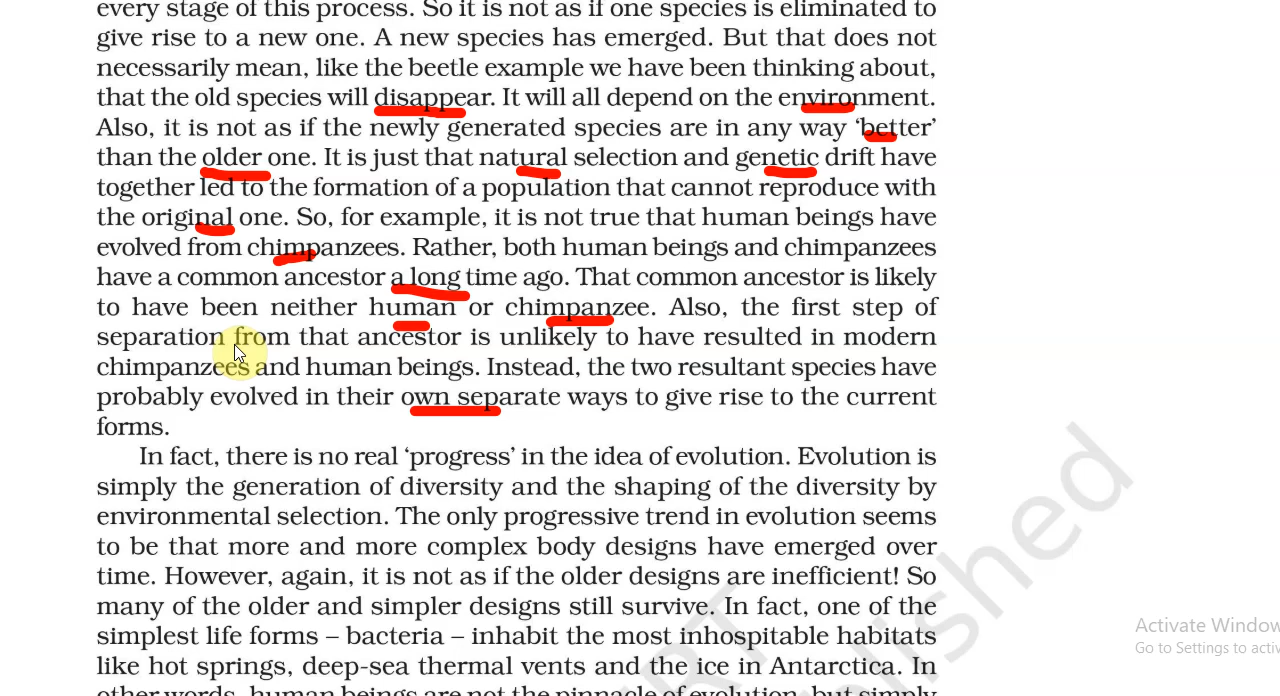 every stage of this process. So it is not as if one species is eliminated to
give rise to a new one. A new species has emerged. But that does not
necessarily mean, like the beetle example we have been thinking about,
that the old species will disappear. It will all depend on the environment.
Also, it is not as if the newly generated species are in any way ‘better’
than the older one. It is just that natural selection and genetic drift have
together led to the formation of a population that cannot reproduce with
the original one. So, for example, it is not true that human beings have
evolved from chimpanzees. Rather, both human beings and chimpanzees
have a common ancestor a long time ago. That common ancestor is likely
to have been neither human or chimpanzee. Also, the first step of
separation from that ancestor is unlikely to have resulted in modern
chimpanzees and human beings. Instead, the two resultant species have
probably evolved in their own separate ways to give rise to the current
forms.
In fact, there is no real ‘progress’ in the idea of evolution. Evolution is
simply the generation of diversity and the shaping of the diversity by
environmental selection. The only progressive trend in evolution seems
to be that more and more complex body designs have emerged over
time. However, again, it is not as if the older designs are inefficient! So
many of the older and simpler designs still survive. In fact, one of the
simplest life forms – bacteria – inhabit the most inhospitable habitats
like hot springs, deep-sea thermal vents and the ice in Antarctica. In
other words, human beings are not the pinnacle of evolution, but simply
Activate Window
Go to Settings to activ